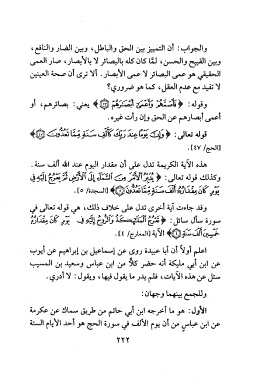 والجواب: أن التمييز بين الحق والباطل، وبين الضار والنافع،
وبين القبيح والحسن، لمَّا كان كله بالبصائر لا بالأبصار، صار العمى
الحقيقي هو عمى البصائر لا عمى الأبصار. ألا ترى أن صحة العينين
لا تفيد مع عدم العقل، كما هو ضروري؟
وقوله: ﴿فَأَصَمَّهُمْ وَأَعْمَىٰ أَبْصَارَهُمْ ۝﴾ يعني: بصائرهم، أو
أعمى أبصارهم عن الحق وإن رأت غيره.
قوله تعالى: ﴿وَإِنَّ يَوْمًا عِندَ رَبِّكَ كَأَلْفِ سَنَةٍ مِّمَّا تَعُدُّونَ ۝﴾
[الحج/ ٤٧].
هذه الآية الكريمة تدل على أن مقدار اليوم عند الله ألف سنة.
وكذلك قوله تعالى: ﴿يُدَبِّرُ الْأَمْرَ مِنَ السَّمَاءِ إِلَى الْأَرْضِ ثُمَّ يَعْرُجُ إِلَيْهِ فِي
يَوْمٍ كَانَ مِقْدَارُهُ أَلْفَ سَنَةٍ مِّمَّا تَعُدُّونَ ۝﴾ [السجدة/ ٥].
وقد جاءت آية أخرى تدل على خلاف ذلك، هي قوله تعالى في
سورة سأل سائل: ﴿تَعْرُجُ الْمَلَائِكَةُ وَالرُّوحُ إِلَيْهِ فِي يَوْمٍ كَانَ مِقْدَارُهُ
خَمْسِينَ أَلْفَ سَنَةٍ ۝﴾ الآية [المعارج/ ٤].
اعلم أولاً أن أبا عبيدة روى عن إسماعيل بن إبراهيم عن أيوب
عن ابن أبي مليكة أنه حضر كلاً من ابن عباس وسعيد بن المسيب
سئل عن هذه الآيات، فلم يدر ما يقول فيها، ويقول: لا أدري.
وللجمع بينهما وجهان:
الأول: هو ما أخرجه ابن أبي حاتم من طريق سماك عن عكرمة
عن ابن عباس من أن يوم الألف في سورة الحج هو أحد الأيام الستة
٢٢٢